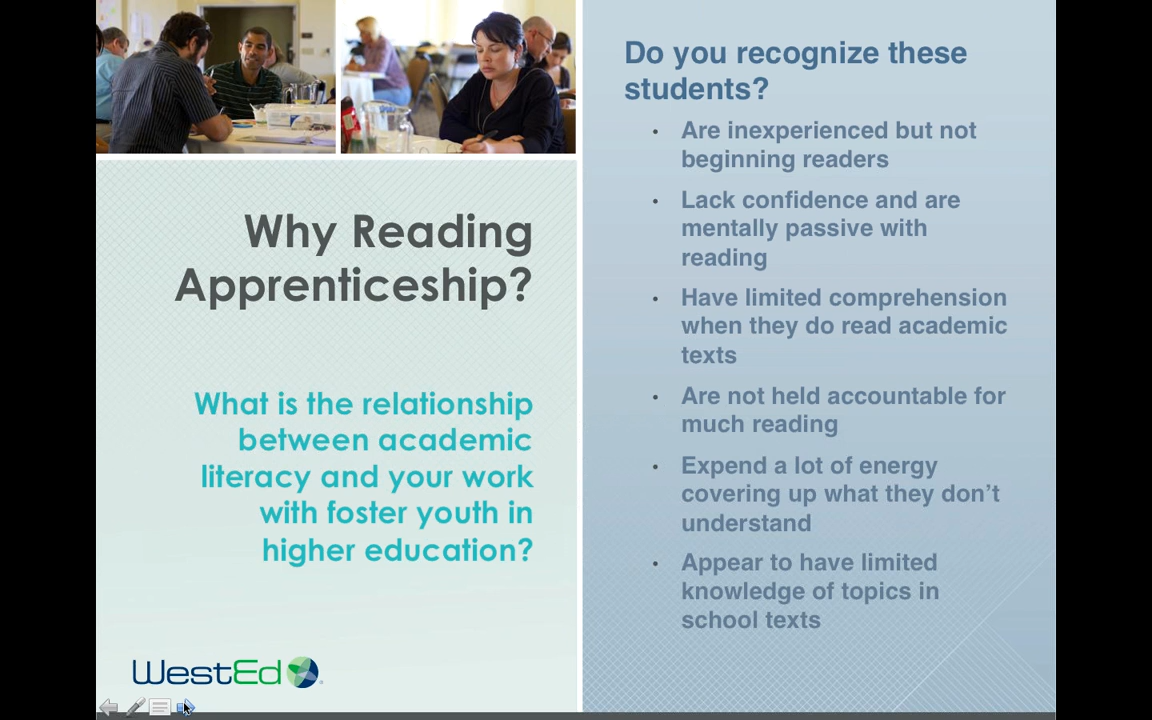 Why Reading
Apprenticeship?
What is the relationship
between academic
literacy and your work
with foster youth in
higher education?
WestEd
Do you recognize these
students?
• Are inexperienced but not
beginning readers
• Lack confidence and are
mentally passive with
reading
• Have limited comprehension
when they do read academic
texts
• Are not held accountable for
much reading
• Expend a lot of energy
covering up what they don’t
understand
• Appear to have limited
knowledge of topics in
school texts